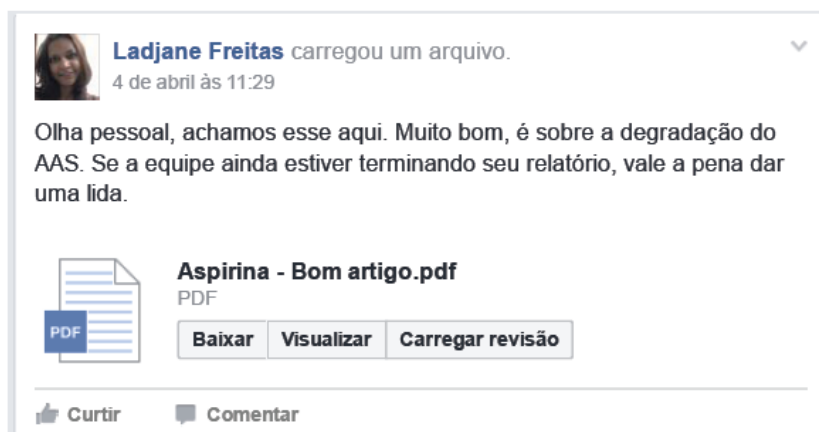 Ladjane Freitas carregou um arquivo.
4 de abril às 11:29
Olha pessoal, achamos esse aqui. Muito bom, é sobre a degradação do
AAS. Se a equipe ainda estiver terminando seu relatório, vale a pena dar
uma lida.
Aspirina - Bom artigo.pdf
PDF
PDF
Baixar Visualizar Carregar revisão
Curtir Comentar